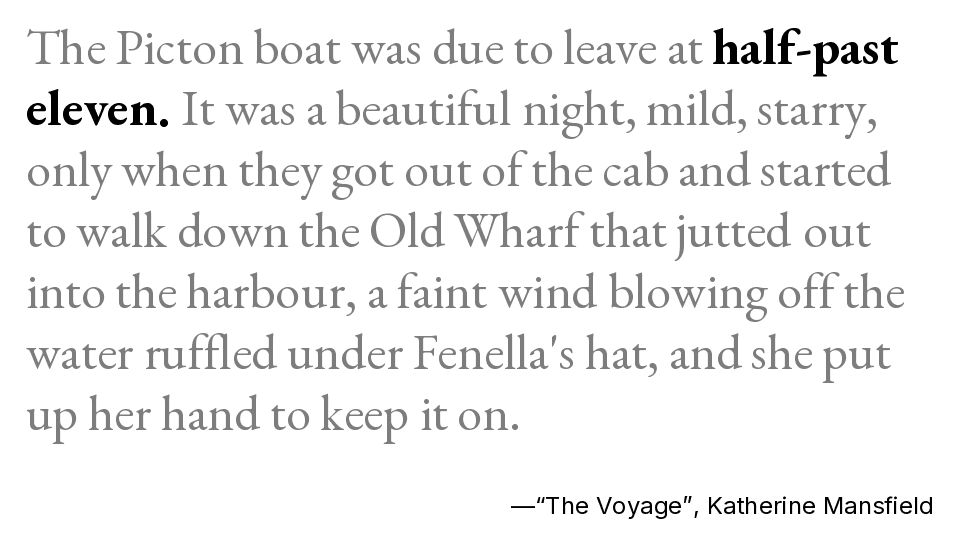 The Picton boat was due to leave at half-past
eleven. It was a beautiful night, mild, starry,
only when they got out of the cab and started
to walk down the Old Wharf that jutted out
into the harbour, a faint wind blowing off the
water ruffled under Fenella's hat, and she put
up her hand to keep it on.
—“The Voyage”, Katherine Mansfield